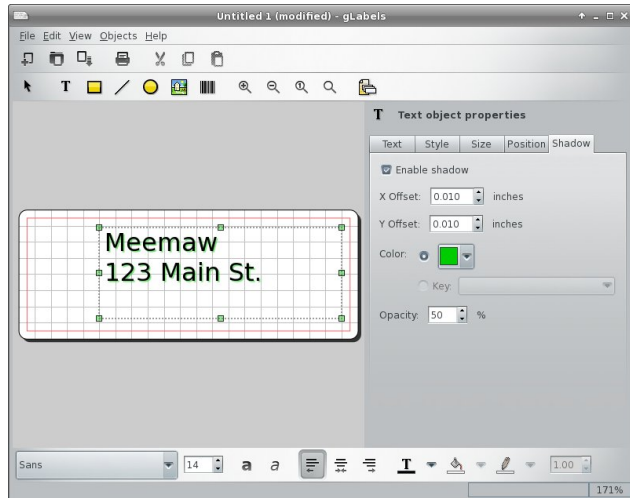 Untitled 1 (modified) - gLabels
File Edit View Objects Help
T
T Text object properties
Text Style Size Position Shadow
Enable shadow
X Offset: 0.010 inches
Y Offset: 0.010 inches
Color:
Key:
Opacity: 50 %
Meemaw
123 Main St.
Sans 14 a a T 1.00
171%